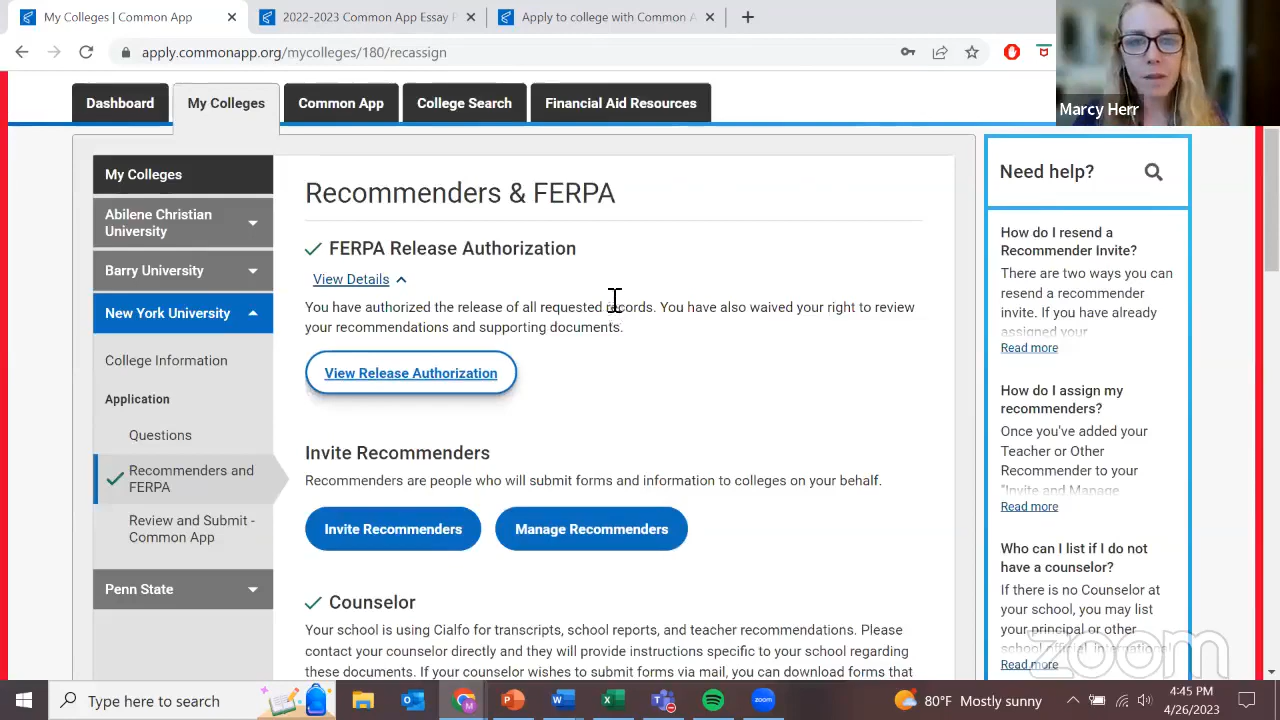 My Colleges | Common App
2022-2023 Common App Essay P
Apply to college with Common A
apply.commonapp.org/mycolleges/180/recassign
Marcy Herr
Dashboard
My Colleges
Common App
College Search
Financial Aid Resources
My Colleges
Abilene Christian
University
Barry University
New York University
College Information
Application
Questions
Recommenders and
FERPA
Review and Submit -
Common App
Penn State
Recommenders & FERPA
FERPA Release Authorization
View Details
You have authorized the release of all requested records. You have also waived your right to review
your recommendations and supporting documents.
View Release Authorization
Invite Recommenders
Recommenders are people who will submit forms and information to colleges on your behalf.
Invite Recommenders
Manage Recommenders
Counselor
Your school is using Cialfo for transcripts, school reports, and teacher recommendations. Please
contact your counselor directly and they will provide instructions specific to your school regarding
these documents. If your counselor wishes to submit forms via mail, you can download forms that
Need help?
How do I resend a
Recommender Invite?
There are two ways you can
resend a recommender
invite. If you have already
assigned your
Read more
How do I assign my
recommenders?
Once you've added your
Teacher or Other
Recommender to your
"Invite and Manage
Read more
Who can I list if I do not
have a counselor?
If there is no Counselor at
your school, you may list
your principal or other
school official. international
Read more
zoom
Type here to search
80°F Mostly sunny
4:45 PM
4/26/2023